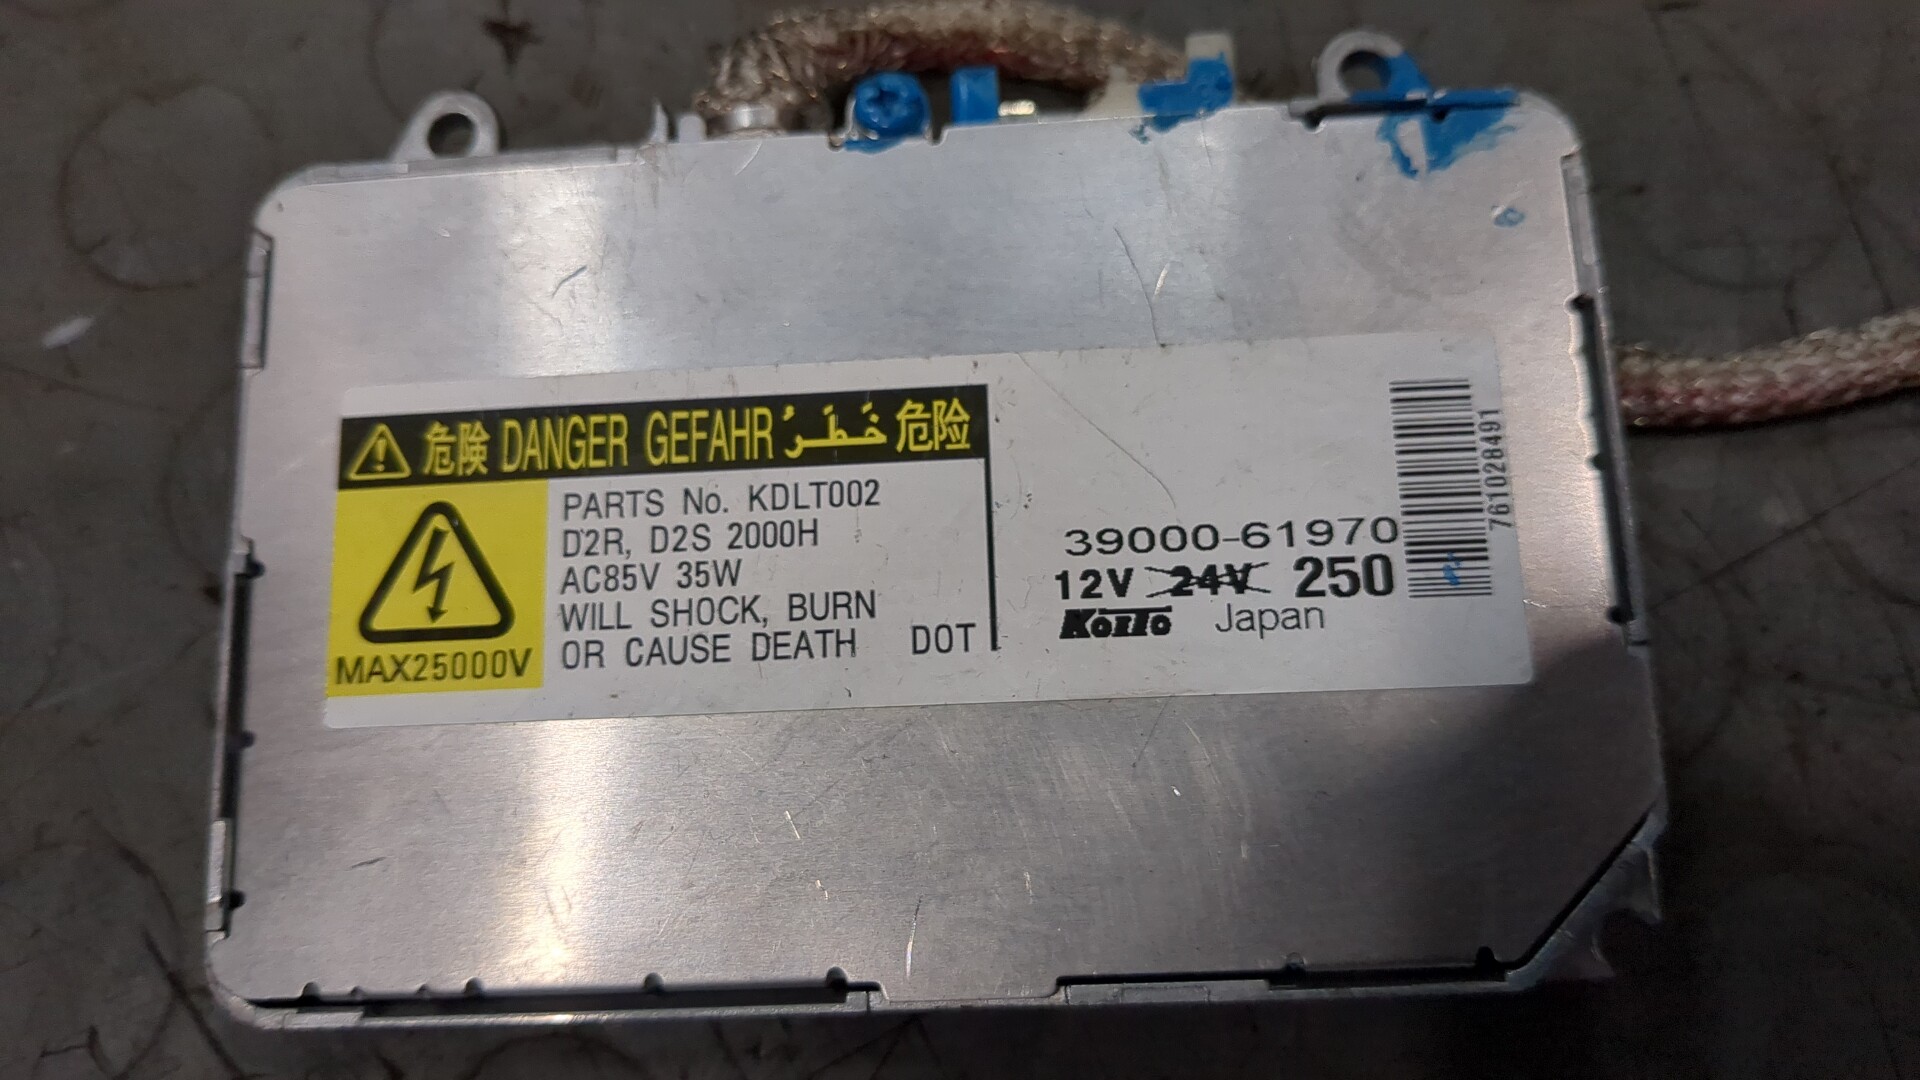 危険 DANGER GEFAHR خَطَرٌ 危险
PARTS No. KDLT002
D2R, D2S 2000H
AC85V 35W
WILL SHOCK, BURN
OR CAUSE DEATH DOT
MAX25000V
39000-61970
12V 24V 250
KOITO Japan
761028491